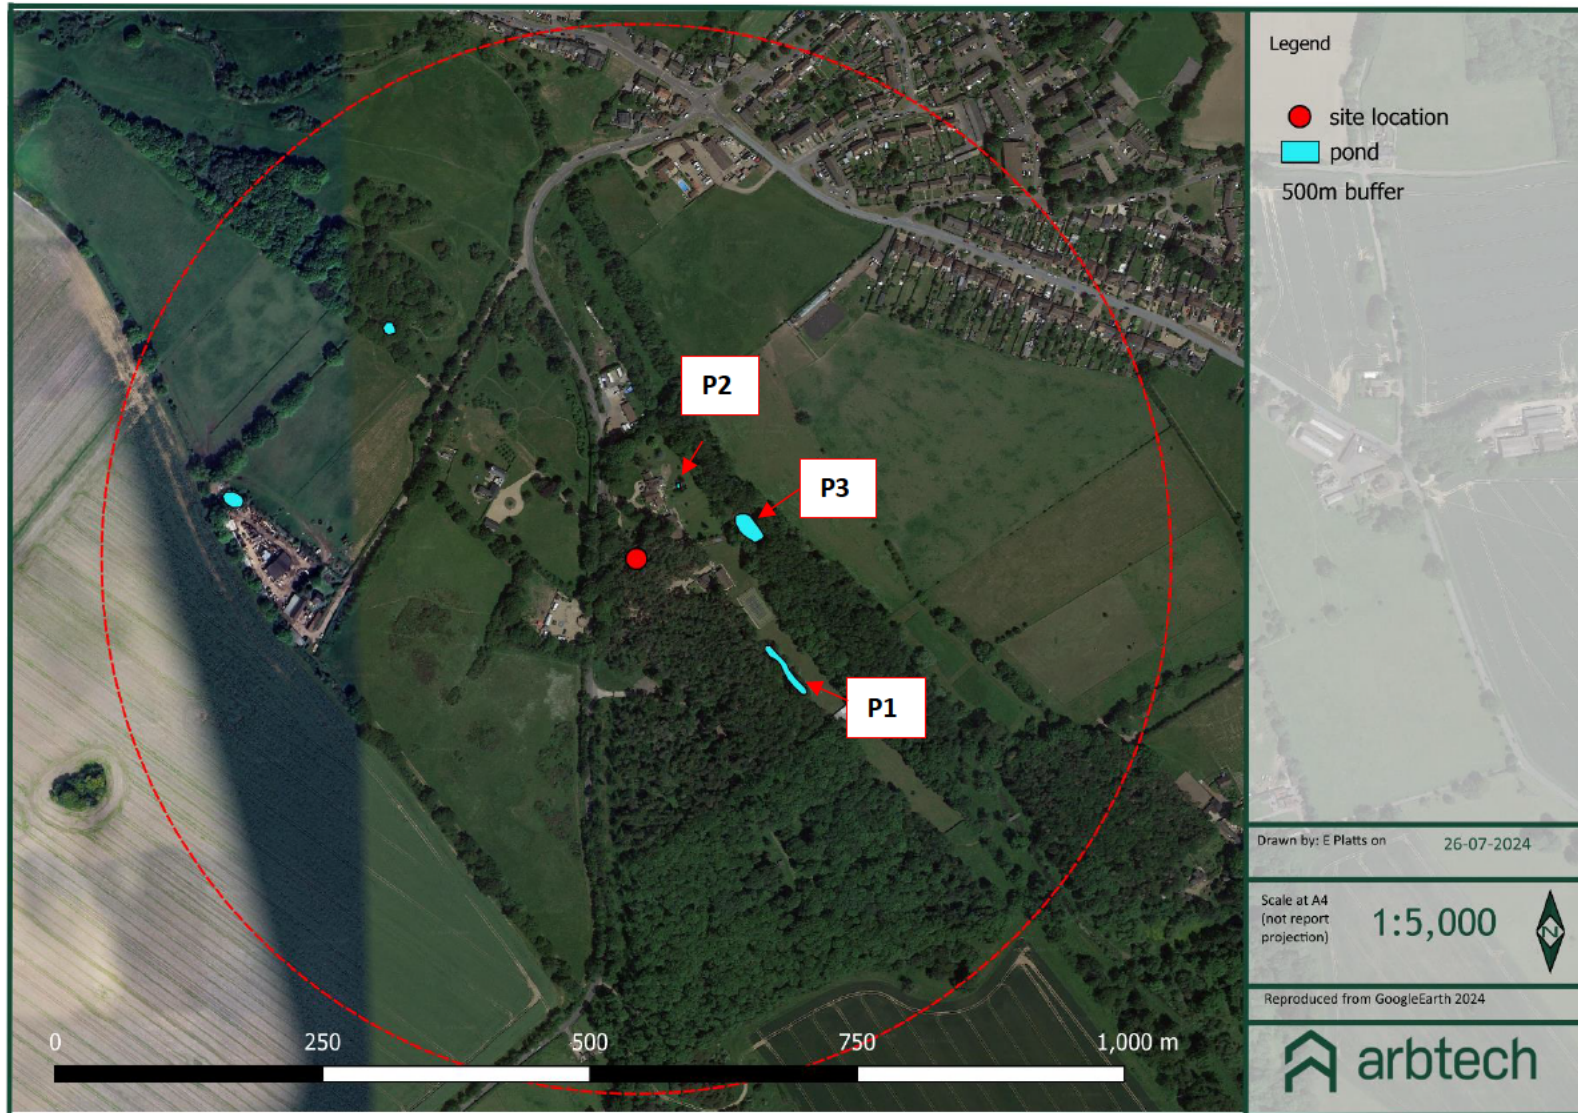 Legend
site location
pond
500m buffer
P2
P3
P1
0 250 500 750 1,000 m
Drawn by: E Platts on 26-07-2024
Scale at A4
(not report
projection)
1:5,000
N
Reproduced from GoogleEarth 2024
arbtech